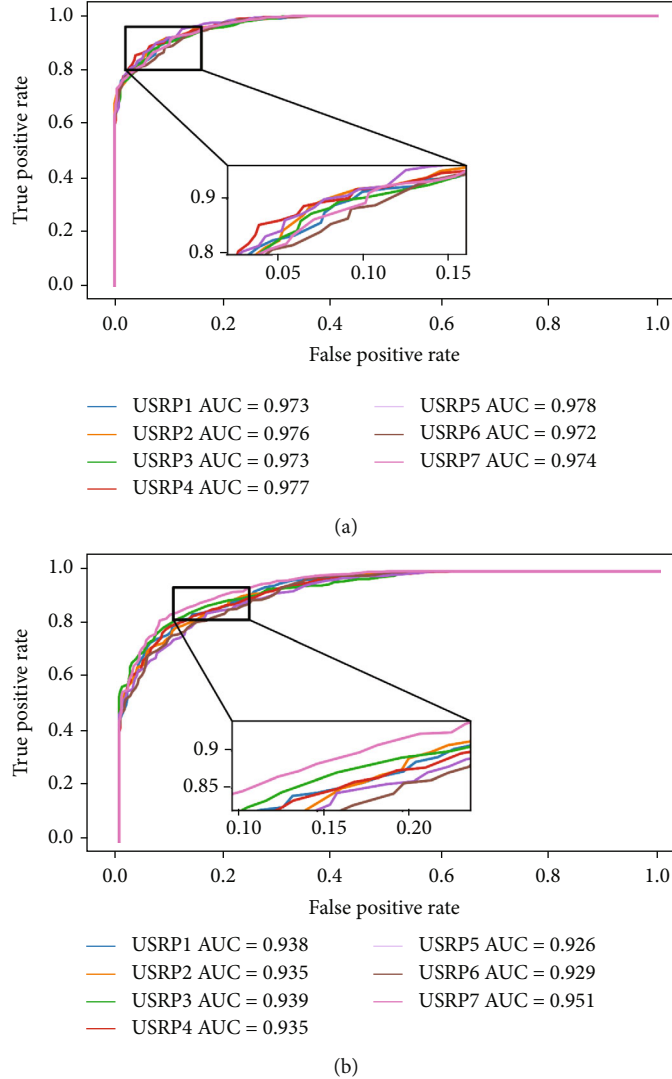 1.0
0.8
0.6
0.4
0.2
0.0
True positive rate
0.9
0.8
0.05 0.10 0.15
0.0 0.2 0.4 0.6 0.8 1.0
False positive rate
USRP1 AUC = 0.973
USRP2 AUC = 0.976
USRP3 AUC = 0.973
USRP4 AUC = 0.977
USRP5 AUC = 0.978
USRP6 AUC = 0.972
USRP7 AUC = 0.974
(a)
1.0
0.8
0.6
0.4
0.2
0.0
True positive rate
0.9
0.85
0.10 0.15 0.20
0.0 0.2 0.4 0.6 0.8 1.0
False positive rate
USRP1 AUC = 0.938
USRP2 AUC = 0.935
USRP3 AUC = 0.939
USRP4 AUC = 0.935
USRP5 AUC = 0.926
USRP6 AUC = 0.929
USRP7 AUC = 0.951
(b)